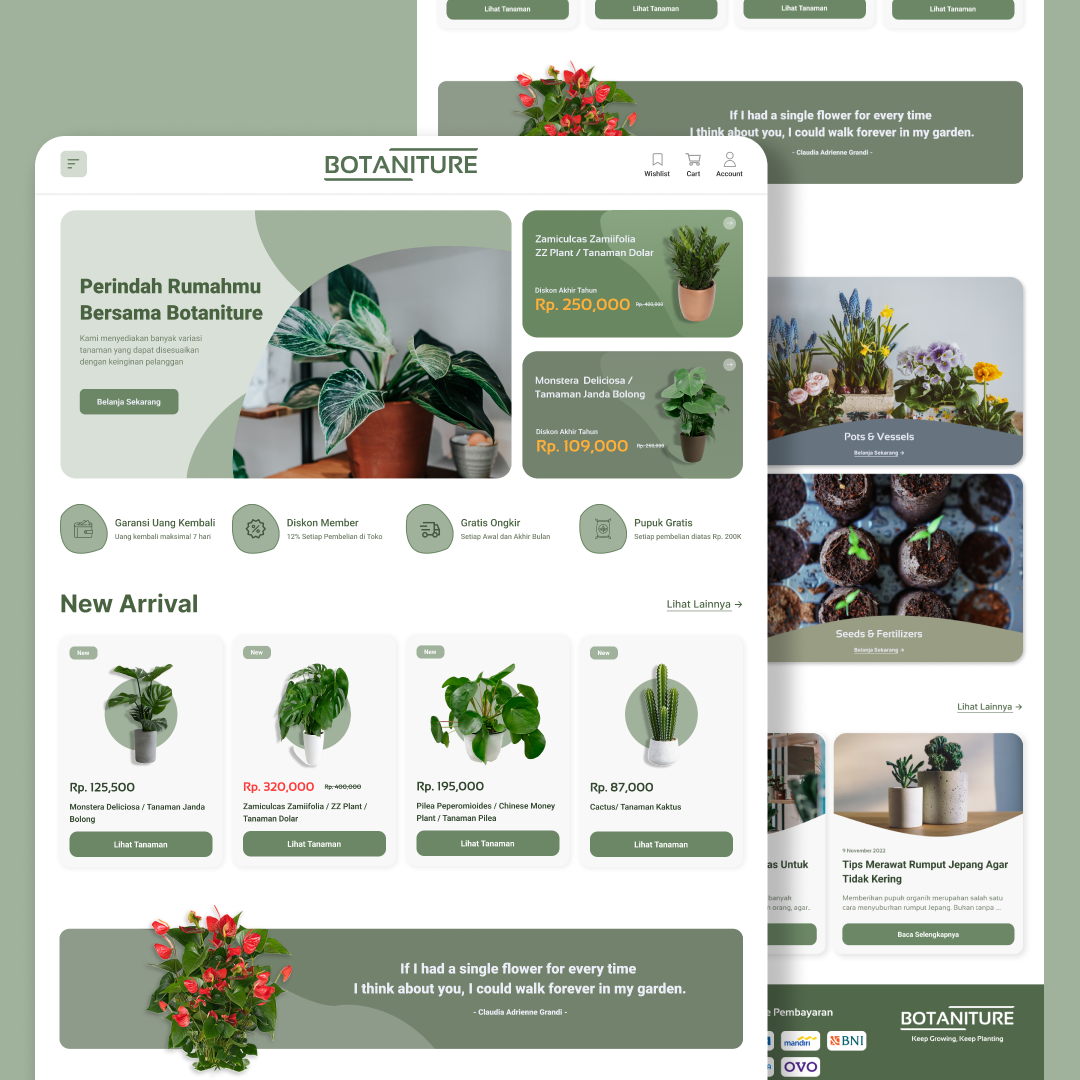 Lihat Tanaman
Lihat Tanaman
Lihat Tanaman
Lihat Tanaman
If I had a single flower for every time
I think about you, I could walk forever in my garden.
- Claudia Adrienne Grandi -
BOTANITURE
Wishlist
Cart
Account
Perindah Rumahmu
Bersama Botaniture
Kami menyediakan banyak variasi
tanaman yang dapat disesuaikan
dengan keinginan pelanggan
Belanja Sekarang
Zamiculcas Zamiifolia
ZZ Plant / Tanaman Dolar
Diskon Akhir Tahun
Rp. 250,000 Rp. 400,000
Monstera Deliciosa /
Tamaman Janda Bolong
Diskon Akhir Tahun
Rp. 109,000 Rp. 290,000
Pots & Vessels
Belanja Sekarang
Seeds & Fertilizers
Belanja Sekarang
Garansi Uang Kembali
Uang kembali maksimal 7 hari
Diskon Member
12% Setiap Pembelian di Toko
Gratis Ongkir
Setiap Awal dan Akhir Bulan
Pupuk Gratis
Setiap pembelian diatas Rp. 200K
New Arrival
Lihat Lainnya
New
Rp. 125,500
Monstera Deliciosa / Tanaman Janda
Bolong
Lihat Tanaman
New
Rp. 320,000 Rp. 400,000
Zamiculcas Zamiifolia / ZZ Plant /
Tanaman Dolar
Lihat Tanaman
New
Rp. 195,000
Pilea Peperomioides / Chinese Money
Plant / Tanaman Pilea
Lihat Tanaman
New
Rp. 87,000
Cactus/ Tanaman Kaktus
Lihat Tanaman
Lihat Lainnya
as Untuk
banyak
orang, agar..
9 November 2022
Tips Merawat Rumput Jepang Agar
Tidak Kering
Memberikan pupuk organik merupahan salah satu
cara menyuburkan rumput Jepang. Bukan tanpa ...
Baca Selengkapnya
If I had a single flower for every time
I think about you, I could walk forever in my garden.
- Claudia Adrienne Grandi -
e Pembayaran
mandiri
BNI
OVO
BOTANITURE
Keep Growing, Keep Planting